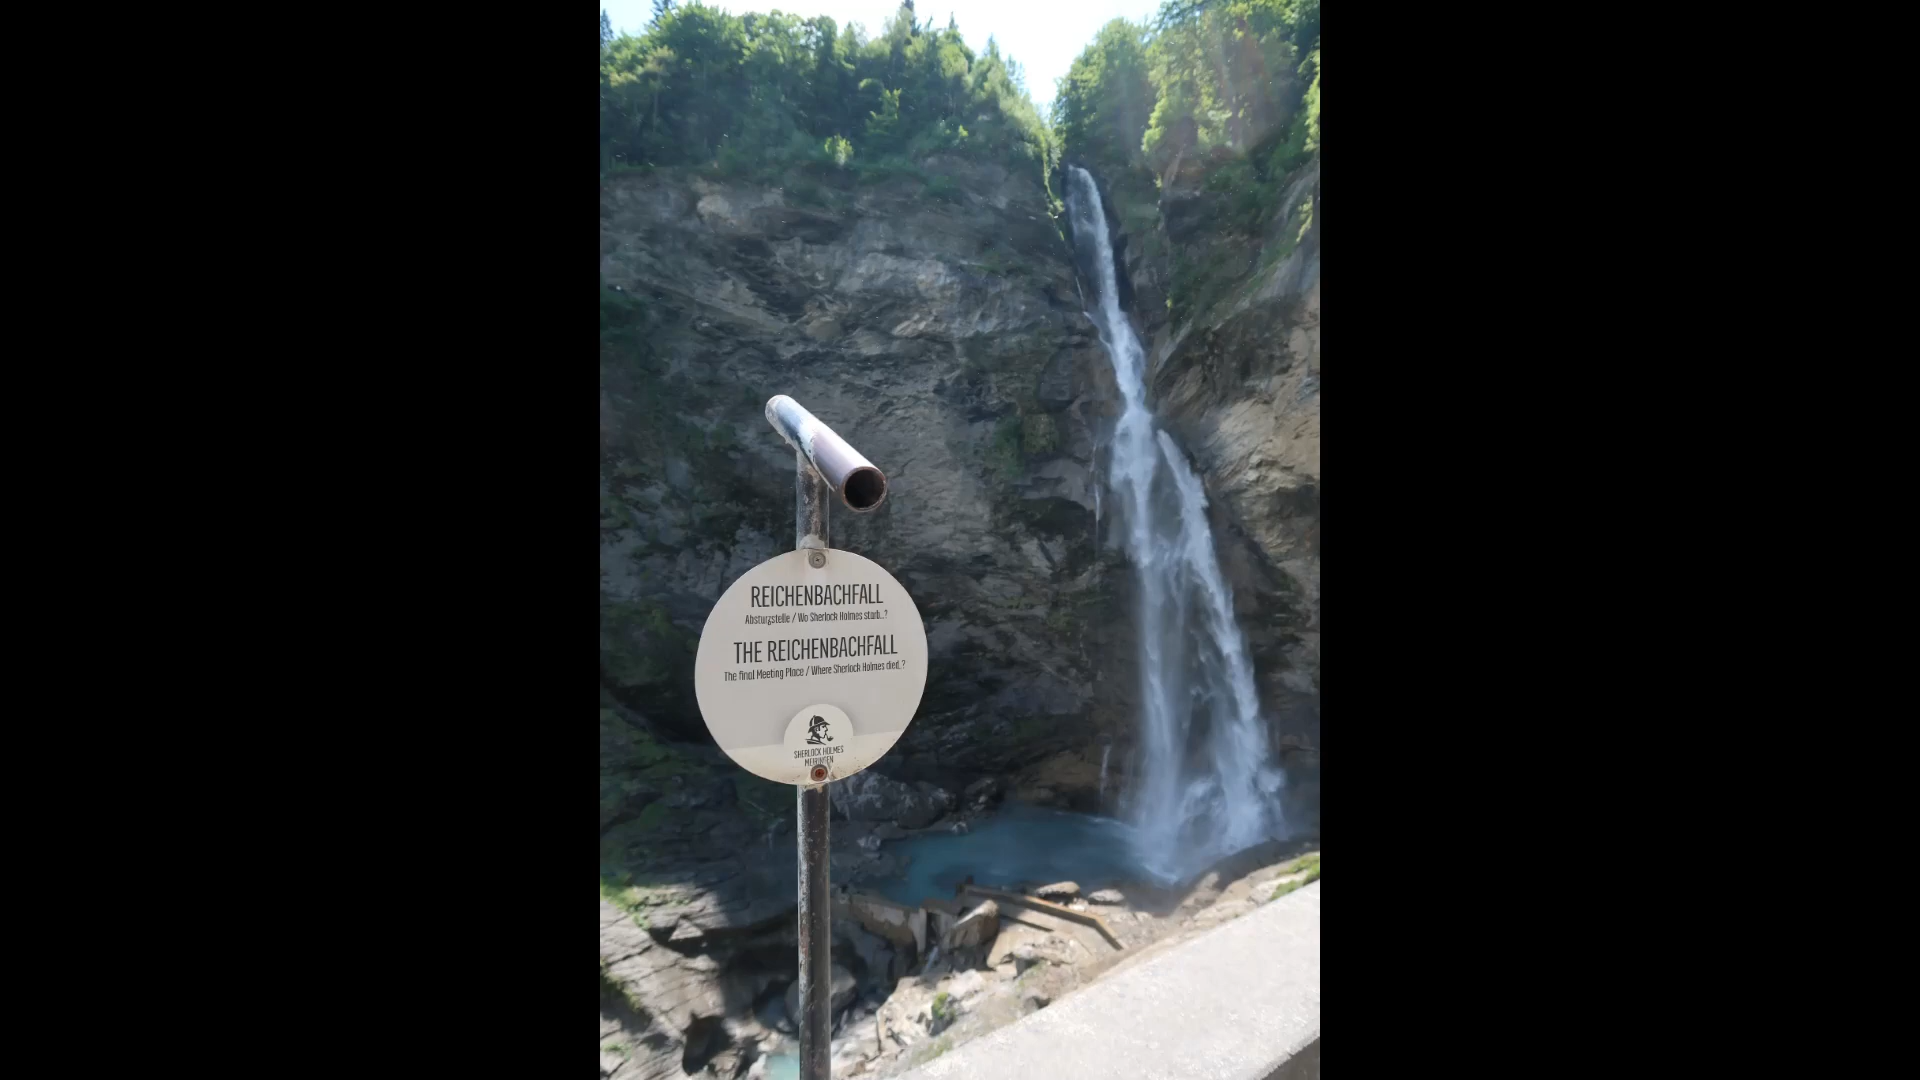 REICHENBACHFALL
Absturzstelle / Wo Sherlock Holmes starb...?
THE REICHENBACHFALL
The final Meeting Place / Where Sherlock Holmes died..?
SHERLOCK HOLMES
MEIRINGEN